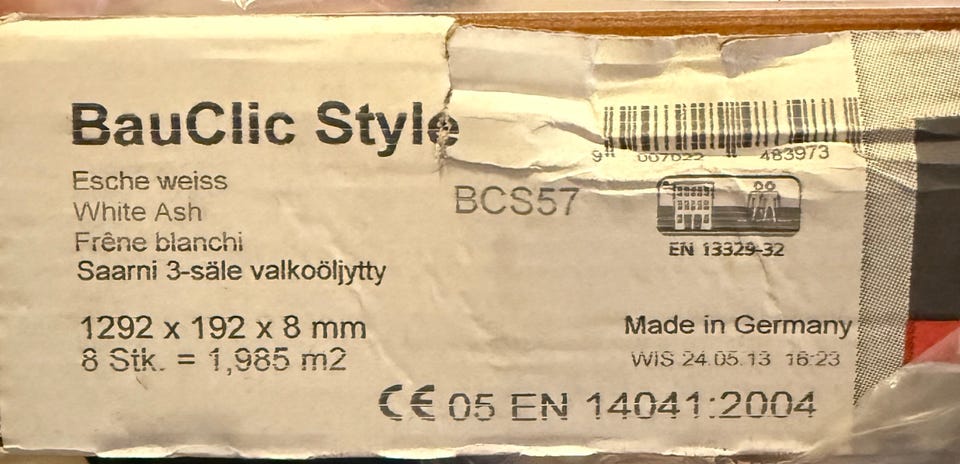 BauClic Style
Esche weiss
White Ash
Frêne blanchi
Saarni 3-säle valkoöljytty
BCS57
9 007022 483973
EN 13329-32
1292 x 192 x 8 mm
8 Stk. = 1,985 m2
Made in Germany
WIS 24.05.13 16:23
CE 05 EN 14041:2004